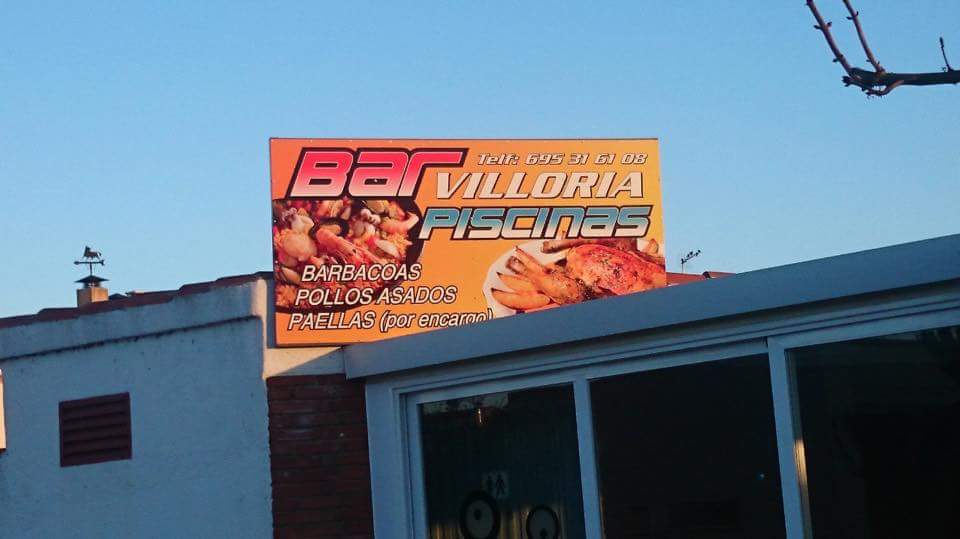 Bar
Telf: 695 31 61 08
VILLORIA
PISCINAS
BARBACOAS
POLLOS ASADOS
PAELLAS (por encargo)